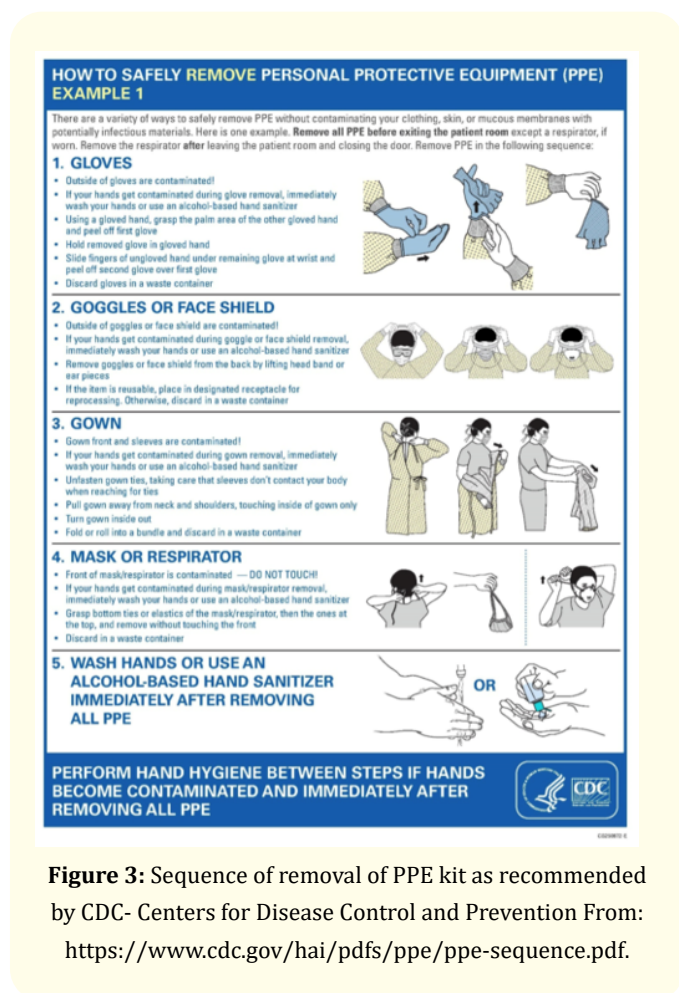 HOW TO SAFELY REMOVE PERSONAL PROTECTIVE EQUIPMENT (PPE)
EXAMPLE 1
There are a variety of ways to safely remove PPE without contaminating your clothing, skin, or mucous membranes with
potentially infectious materials. Here is one example. Remove all PPE before exiting the patient room except a respirator, if
worn. Remove the respirator after leaving the patient room and closing the door. Remove PPE in the following sequence:
1. GLOVES
• Outside of gloves are contaminated!
• If your hands get contaminated during glove removal, immediately
wash your hands or use an alcohol-based hand sanitizer
• Using a gloved hand, grasp the palm area of the other gloved hand
and peel off first glove
• Hold removed glove in gloved hand
• Slide fingers of ungloved hand under remaining glove at wrist and
peel off second glove over first glove
• Discard gloves in a waste container
2. GOGGLES OR FACE SHIELD
• Outside of goggles or face shield are contaminated!
• If your hands get contaminated during goggle or face shield removal,
immediately wash your hands or use an alcohol-based hand sanitizer
• Remove goggles or face shield from the back by lifting head band or
ear pieces
• If the item is reusable, place in designated receptacle for
reprocessing. Otherwise, discard in a waste container
3. GOWN
• Gown front and sleeves are contaminated!
• If your hands get contaminated during gown removal, immediately
wash your hands or use an alcohol-based hand sanitizer
• Unfasten gown ties, taking care that sleeves don't contact your body
when reaching for ties
• Pull gown away from neck and shoulders, touching inside of gown only
• Turn gown inside out
• Fold or roll into a bundle and discard in a waste container
4. MASK OR RESPIRATOR
• Front of mask/respirator is contaminated — DO NOT TOUCH!
• If your hands get contaminated during mask/respirator removal,
immediately wash your hands or use an alcohol-based hand sanitizer
• Grasp bottom ties or elastics of the mask/respirator, then the ones at
the top, and remove without touching the front
• Discard in a waste container
5. WASH HANDS OR USE AN
ALCOHOL-BASED HAND SANITIZER
IMMEDIATELY AFTER REMOVING
ALL PPE
OR
PERFORM HAND HYGIENE BETWEEN STEPS IF HANDS
BECOME CONTAMINATED AND IMMEDIATELY AFTER
REMOVING ALL PPE
CDC
Figure 3: Sequence of removal of PPE kit as recommended
by CDC- Centers for Disease Control and Prevention From:
https://www.cdc.gov/hai/pdfs/ppe/ppe-sequence.pdf.